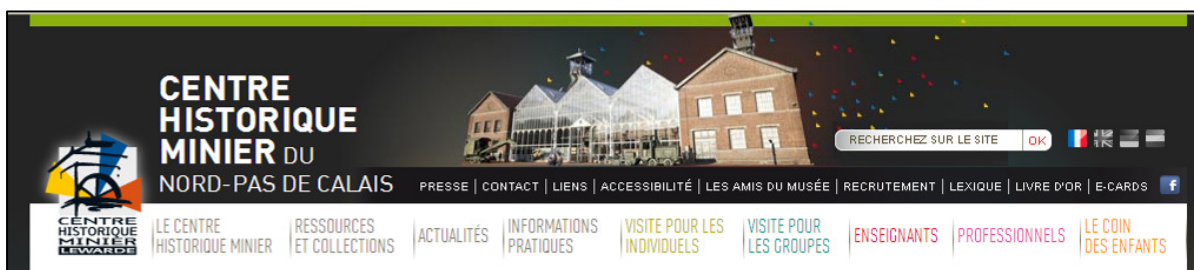 CENTRE
HISTORIQUE
MINIER DU
NORD-PAS DE CALAIS
RECHERCHEZ SUR LE SITE OK
PRESSE | CONTACT | LIENS | ACCESSIBILITÉ | LES AMIS DU MUSÉE | RECRUTEMENT | LEXIQUE | LIVRE D'OR | E-CARDS f
CENTRE
HISTORIQUE
MINIER
LEWARDE
LE CENTRE
HISTORIQUE MINIER
RESSOURCES
ET COLLECTIONS
ACTUALITÉS
INFORMATIONS
PRATIQUES
VISITE POUR LES
INDIVIDUELS
VISITE POUR
LES GROUPES
ENSEIGNANTS
PROFESSIONNELS
LE COIN
DES ENFANTS